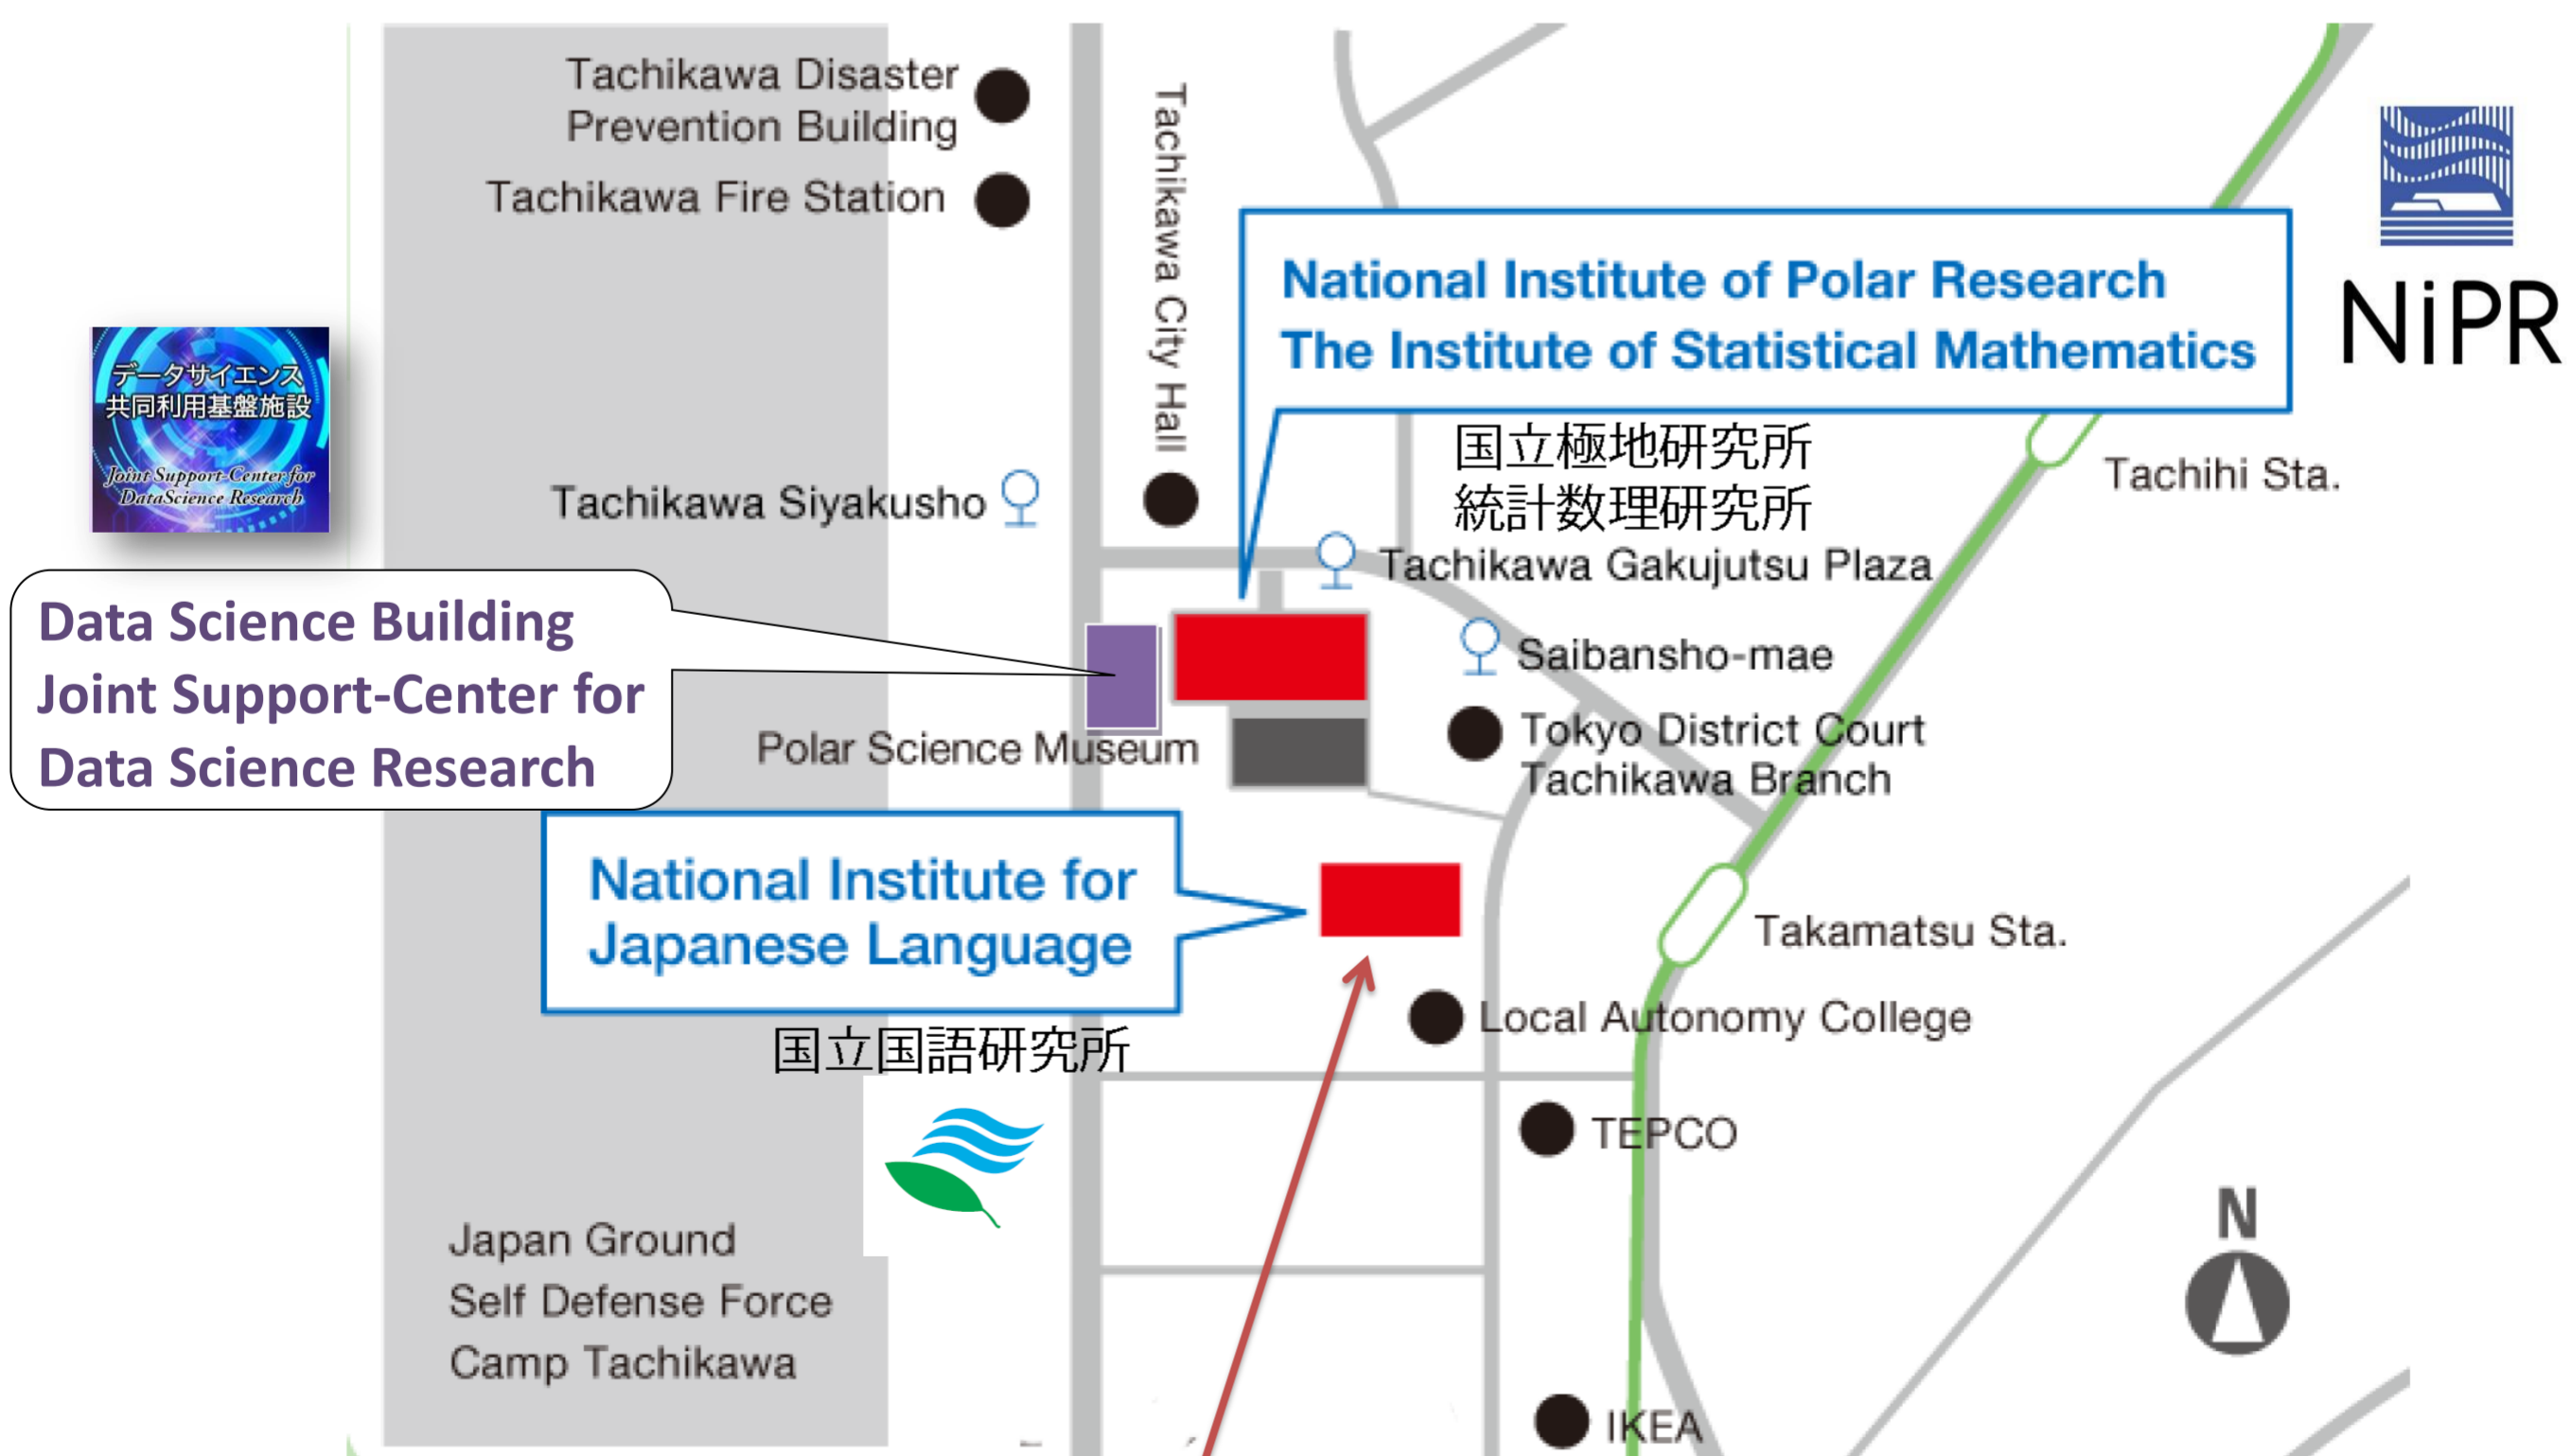 Tachikawa Disaster
Prevention Building
Tachikawa Fire Station
Tachikawa City Hall
NiPR
National Institute of Polar Research
The Institute of Statistical Mathematics
国立極地研究所
統計数理研究所
Tachihi Sta.
データサイエンス
共同利用基盤施設
Joint Support-Center for
DataScience Research
Tachikawa Siyakusho
Tachikawa Gakujutsu Plaza
Data Science Building
Joint Support-Center for
Data Science Research
Saibansho-mae
Polar Science Museum
Tokyo District Court
Tachikawa Branch
National Institute for
Japanese Language
国立国語研究所
Takamatsu Sta.
Local Autonomy College
TEPCO
N
Japan Ground
Self Defense Force
Camp Tachikawa
IKEA